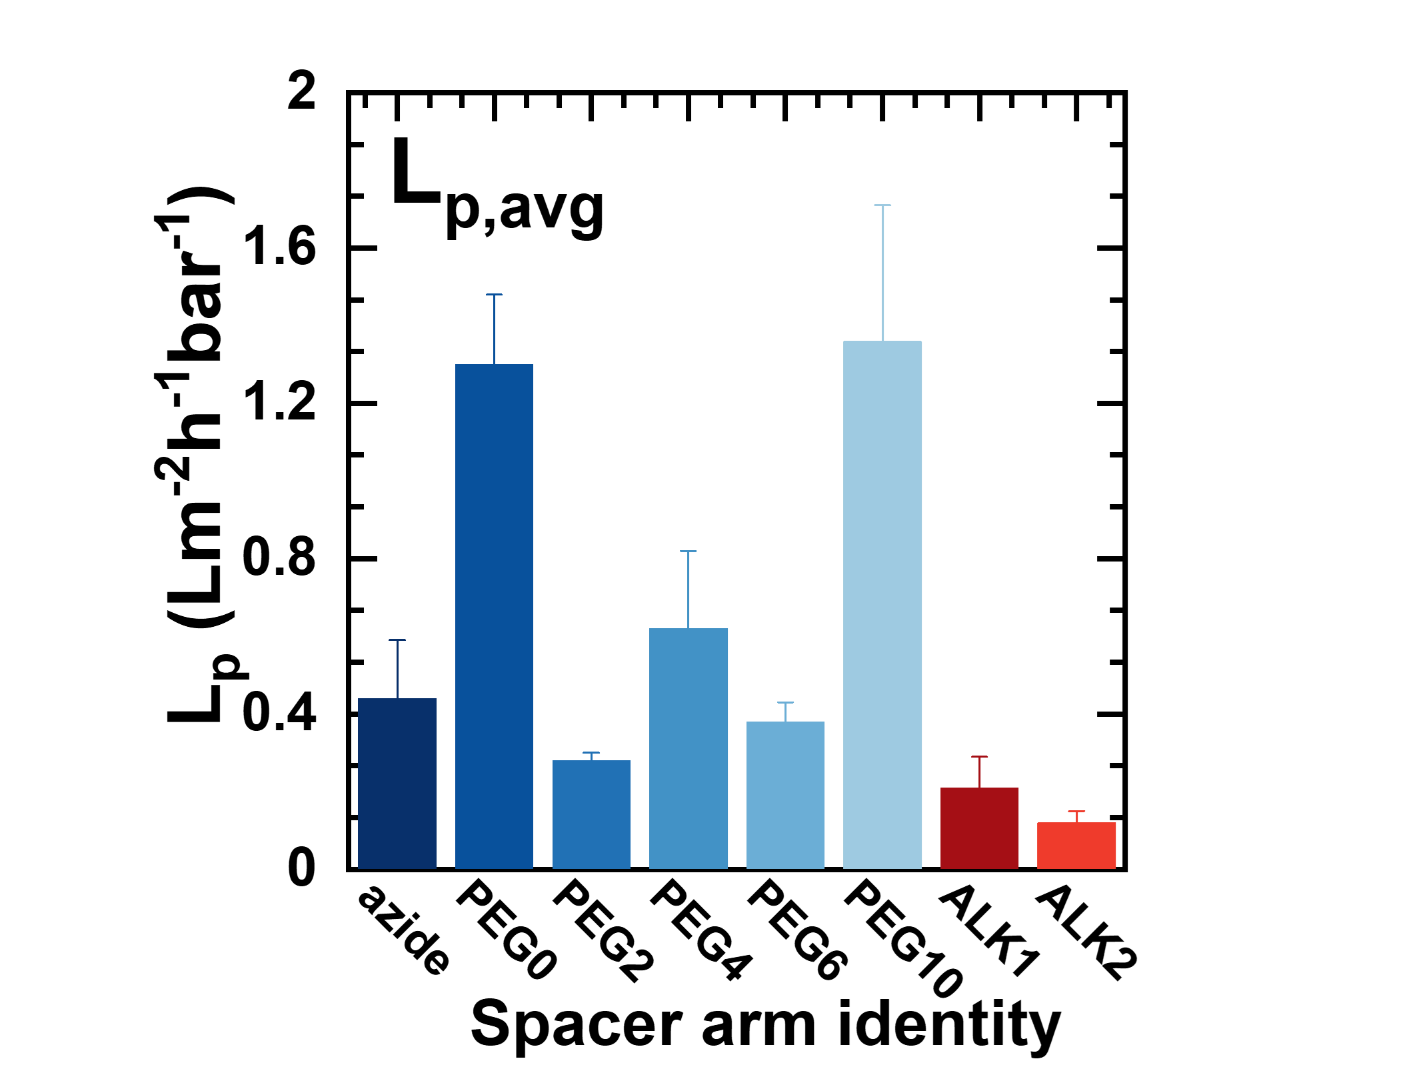 2
1.6
1.2
0.8
0.4
0
Lp (Lm-2h-1bar-1)
Lp,avg
azide
PEG0
PEG2
PEG4
PEG6
PEG10
ALK1
ALK2
Spacer arm identity